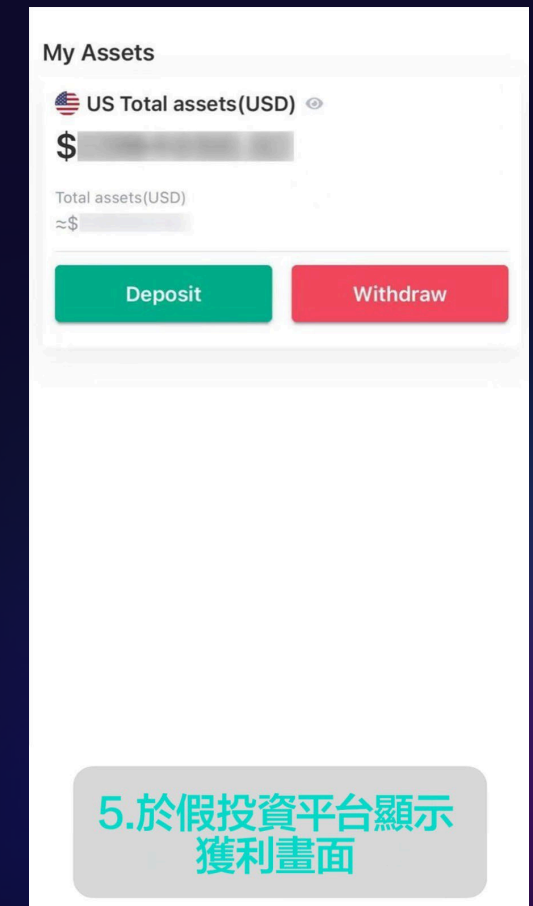 My Assets
US Total assets(USD)
$
Total assets(USD)
≈$
Deposit Withdraw
5.於假投資平台顯示
獲利畫面